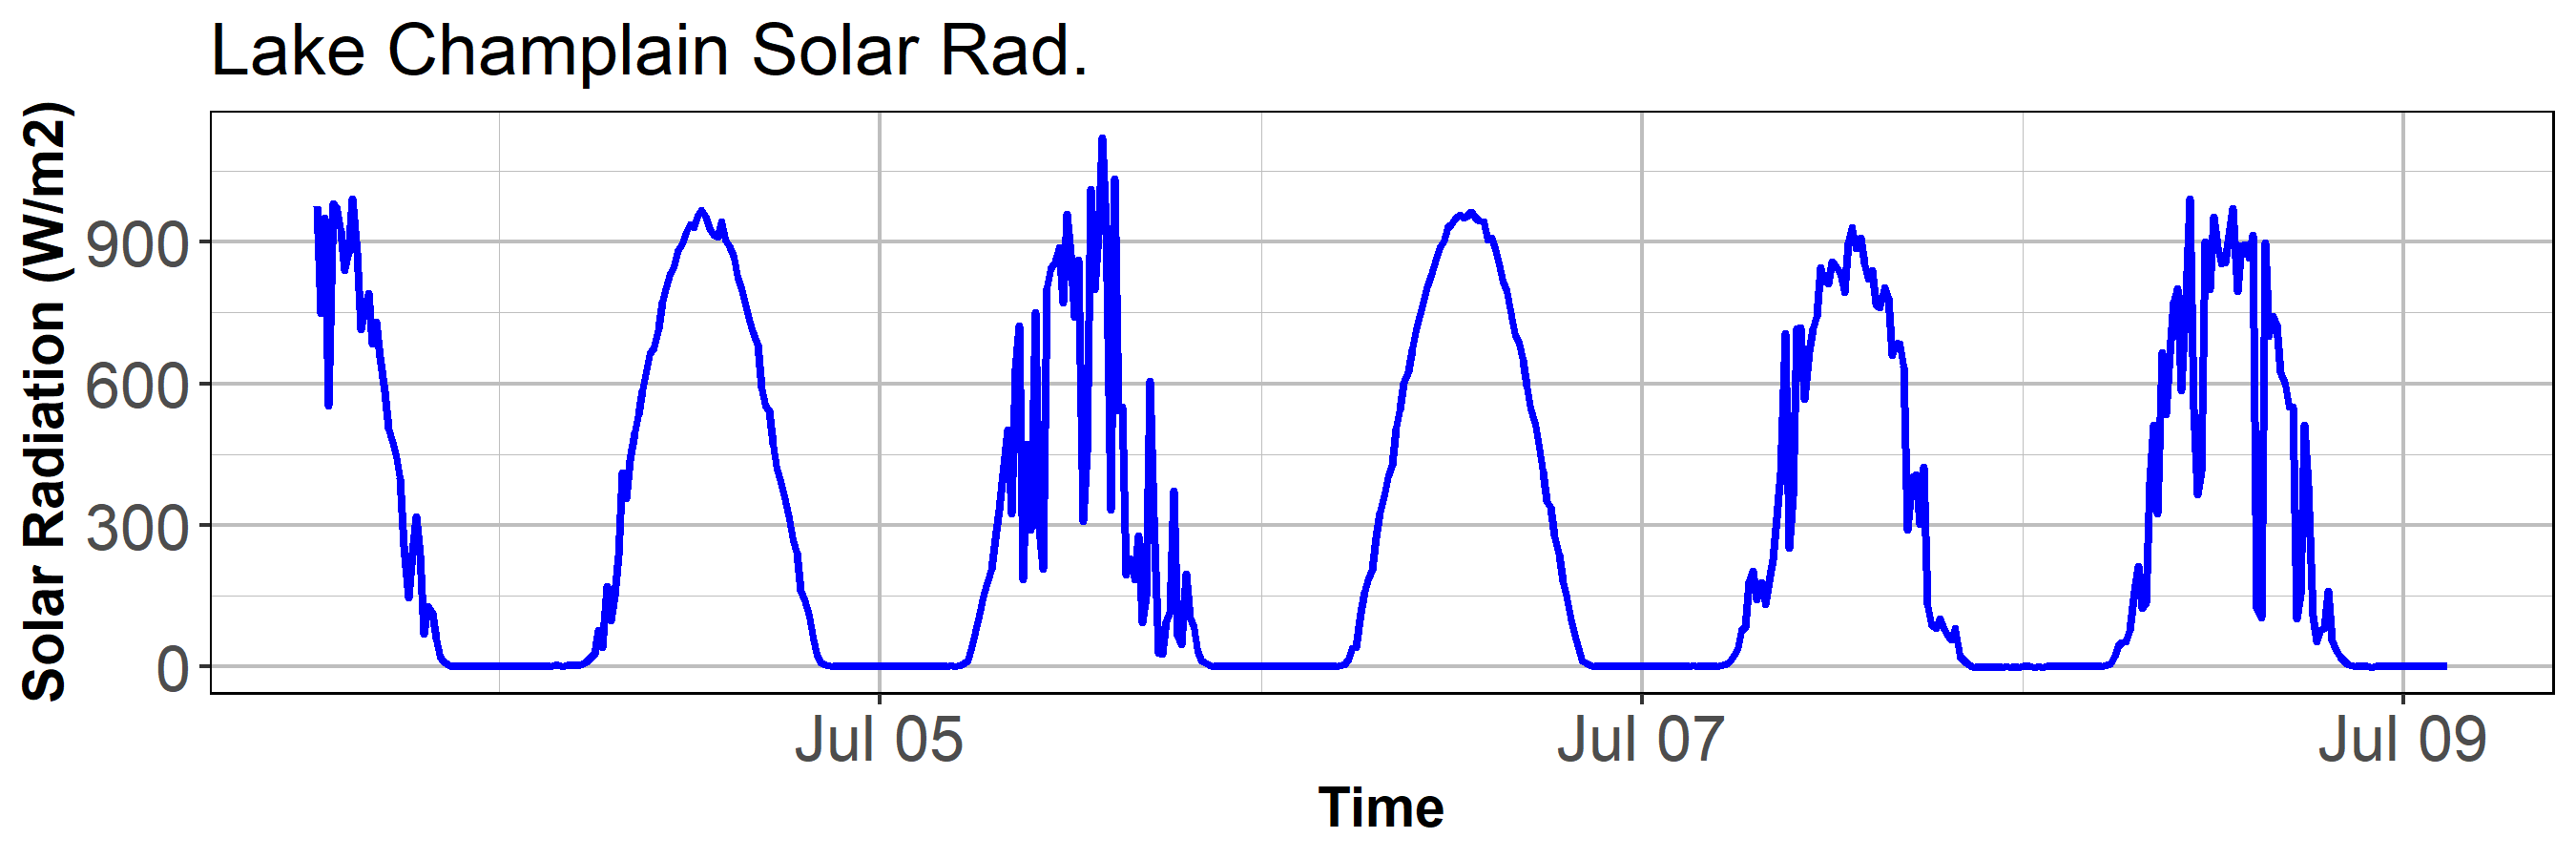 Lake Champlain Solar Rad.
Solar Radiation (W/m2)
900
600
300
0
Jul 05 Jul 07 Jul 09
Time